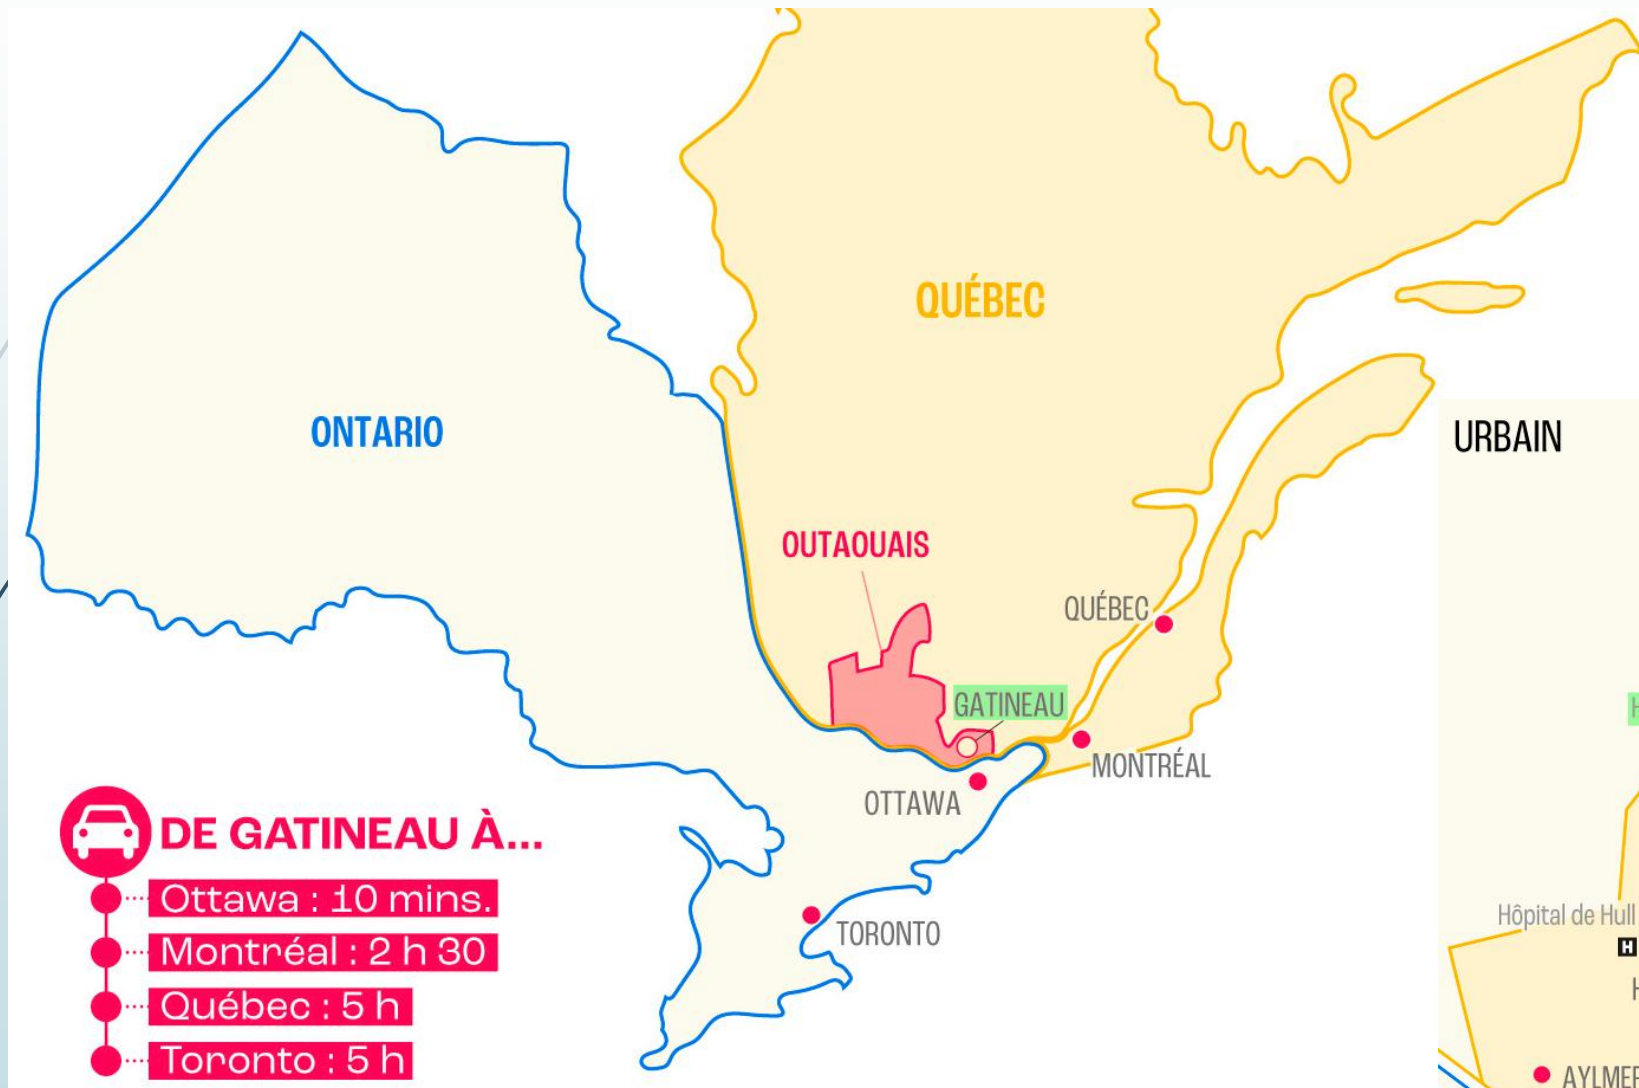 QUÉBEC
ONTARIO
OUTAOUAIS
QUÉBEC
GATINEAU
MONTRÉAL
OTTAWA
TORONTO
DE GATINEAU À...
Ottawa : 10 mins.
Montréal : 2 h 30
Québec : 5 h
Toronto : 5 h
URBAIN
Hôpital de Hull
H